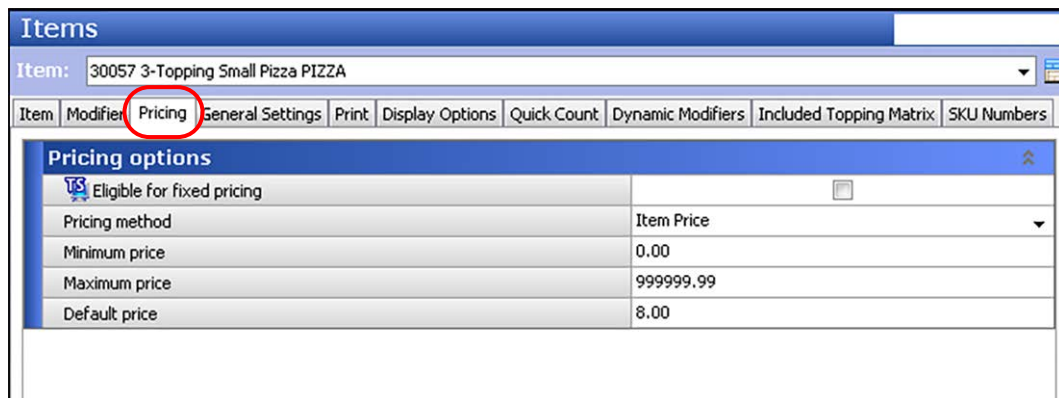 Items
Item: 30057 3-Topping Small Pizza PIZZA
Item Modifier Pricing General Settings Print Display Options Quick Count Dynamic Modifiers Included Topping Matrix SKU Numbers
Pricing options
TS Eligible for fixed pricing
Pricing method Item Price
Minimum price 0.00
Maximum price 999999.99
Default price 8.00